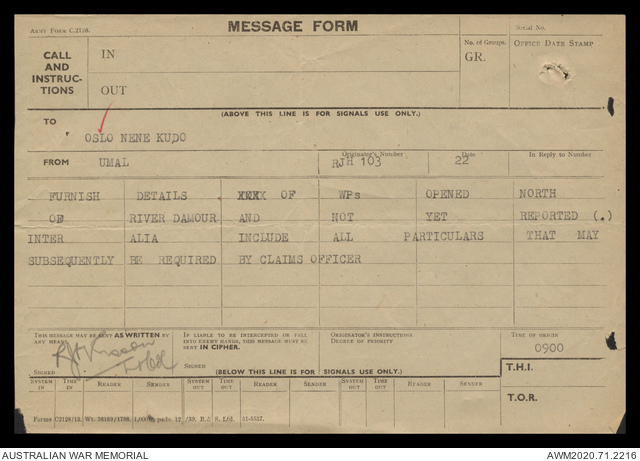 ARMY FORM C.2128.
MESSAGE FORM
Serial No.
CALL AND INSTRUC- TIONS
IN
OUT
No. of Groups.
GR.
OFFICE DATE STAMP
(ABOVE THIS LINE IS FOR SIGNALS USE ONLY.)
TO
OSLO NENE KUDO
FROM
UMAL
Originator's Number
RJH 103
Date
22
In Reply to Number
FURNISH DETAILS XXXX OF WPs OPENED NORTH
OF RIVER DAMOUR AND NOT YET REPORTED (.)
INTER ALIA INCLUDE ALL PARTICULARS THAT MAY
SUBSEQUENTLY BE REQUIRED BY CLAIMS OFFICER
THIS MESSAGE MAY BE SENT AS WRITTEN BY ANY MEANS.
SIGNED
IF LIABLE TO BE INTERCEPTED OR FALL INTO ENEMY HANDS, THIS MESSAGE MUST BE SENT IN CIPHER.
SIGNED
ORIGINATOR'S INSTRUCTIONS
DEGREE OF PRIORITY
TIME OF ORIGIN
0900
(BELOW THIS LINE IS FOR SIGNALS USE ONLY.)
T.H.I.
SYSTEM IN TIME IN READER SENDER SYSTEM OUT TIME OUT READER SENDER SYSTEM OUT TIME OUT READER SENDER
T.O.R.
AUSTRALIAN WAR MEMORIAL
AWM2020.71.2216